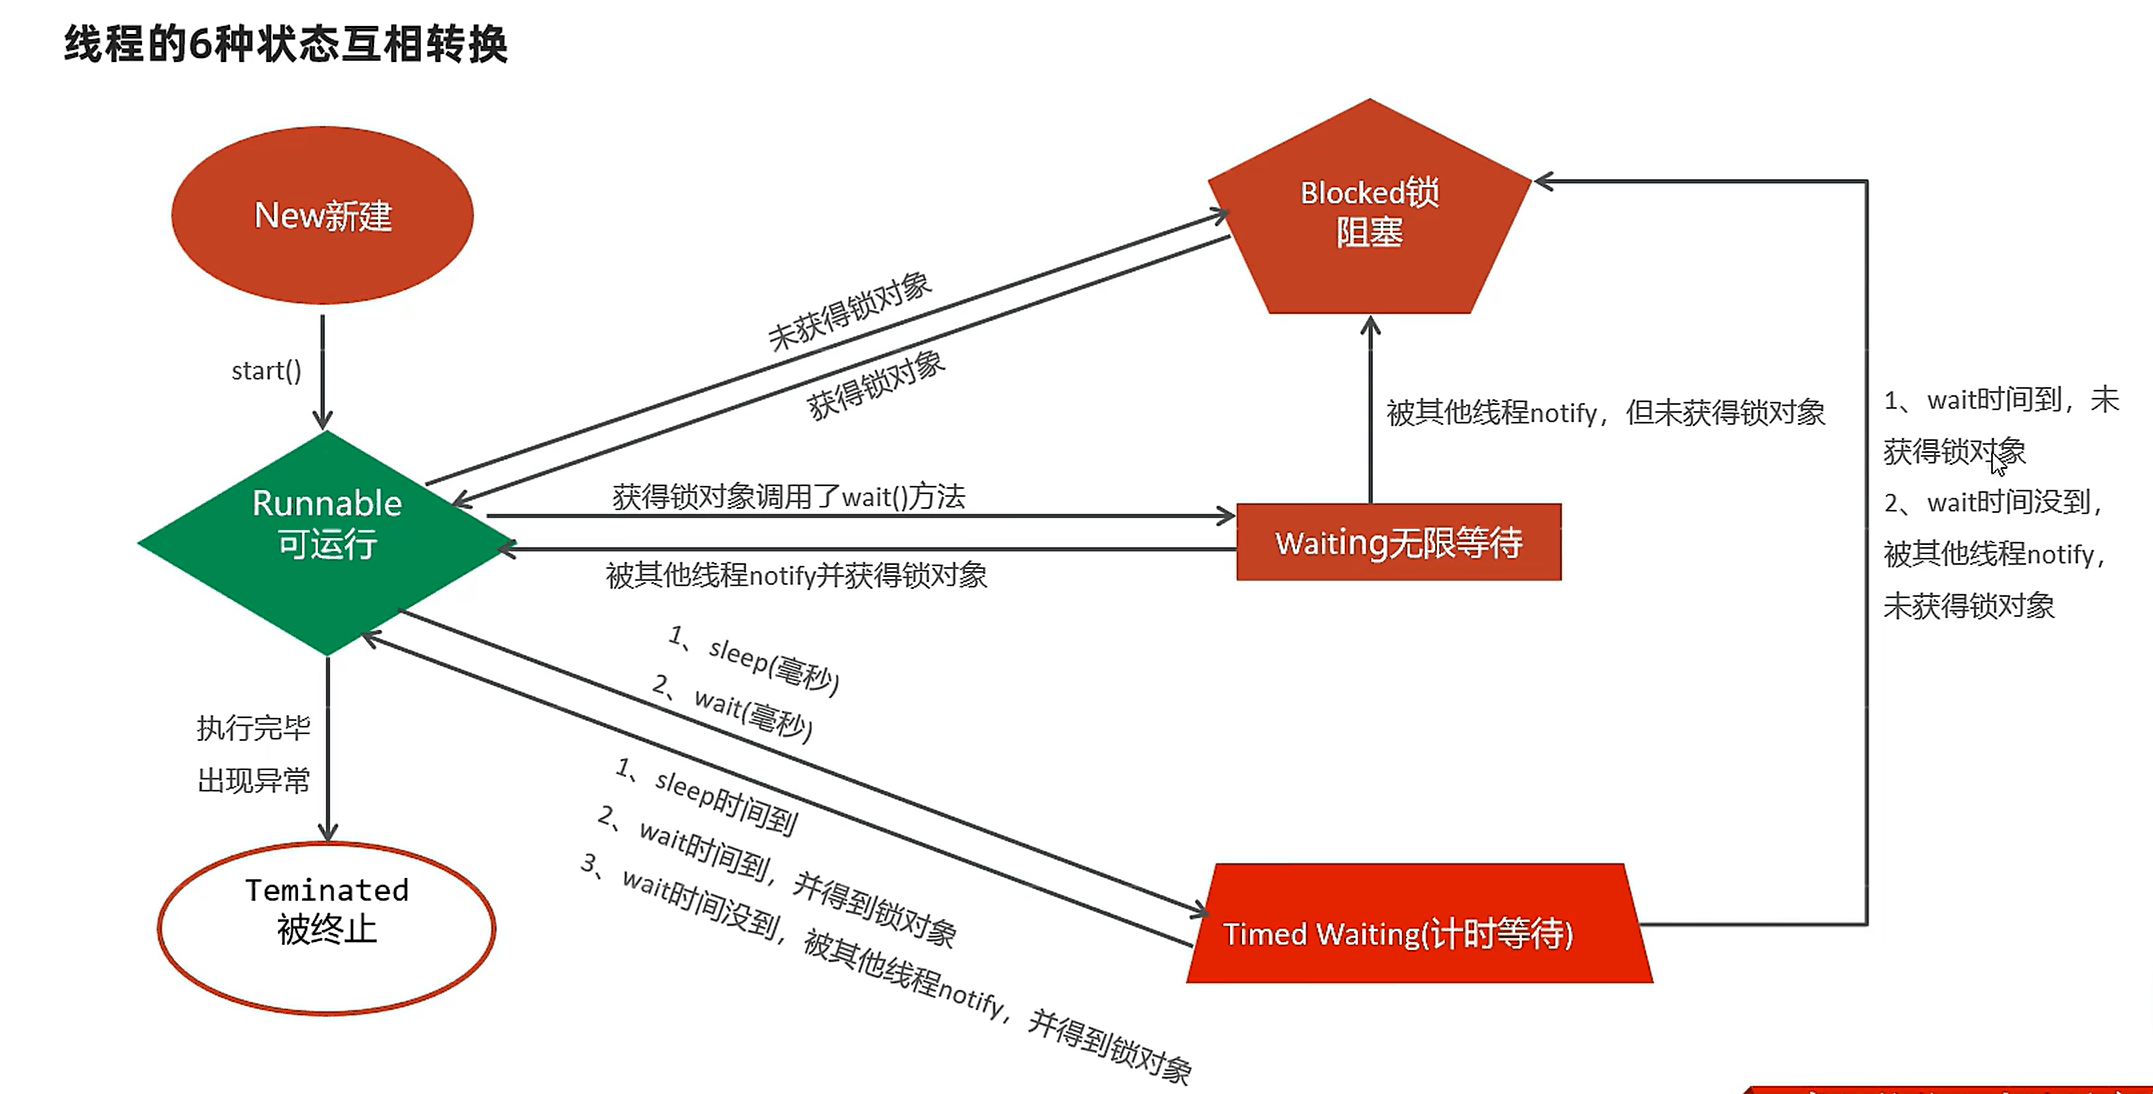 线程的6种状态互相转换
New新建
Blocked锁
阻塞
未获得锁对象
获得锁对象
start()
1、wait时间到，未
获得锁对象
2、wait时间没到，
被其他线程notify，
未获得锁对象
被其他线程notify，但未获得锁对象
Runnable
可运行
获得锁对象调用了wait()方法
Waiting无限等待
被其他线程notify并获得锁对象
1、sleep(毫秒)
2、wait(毫秒)
执行完毕
出现异常
1、sleep时间到
2、wait时间到，并得到锁对象
3、wait时间没到，被其他线程notify，并得到锁对象
Teminated
被终止
Timed Waiting(计时等待)